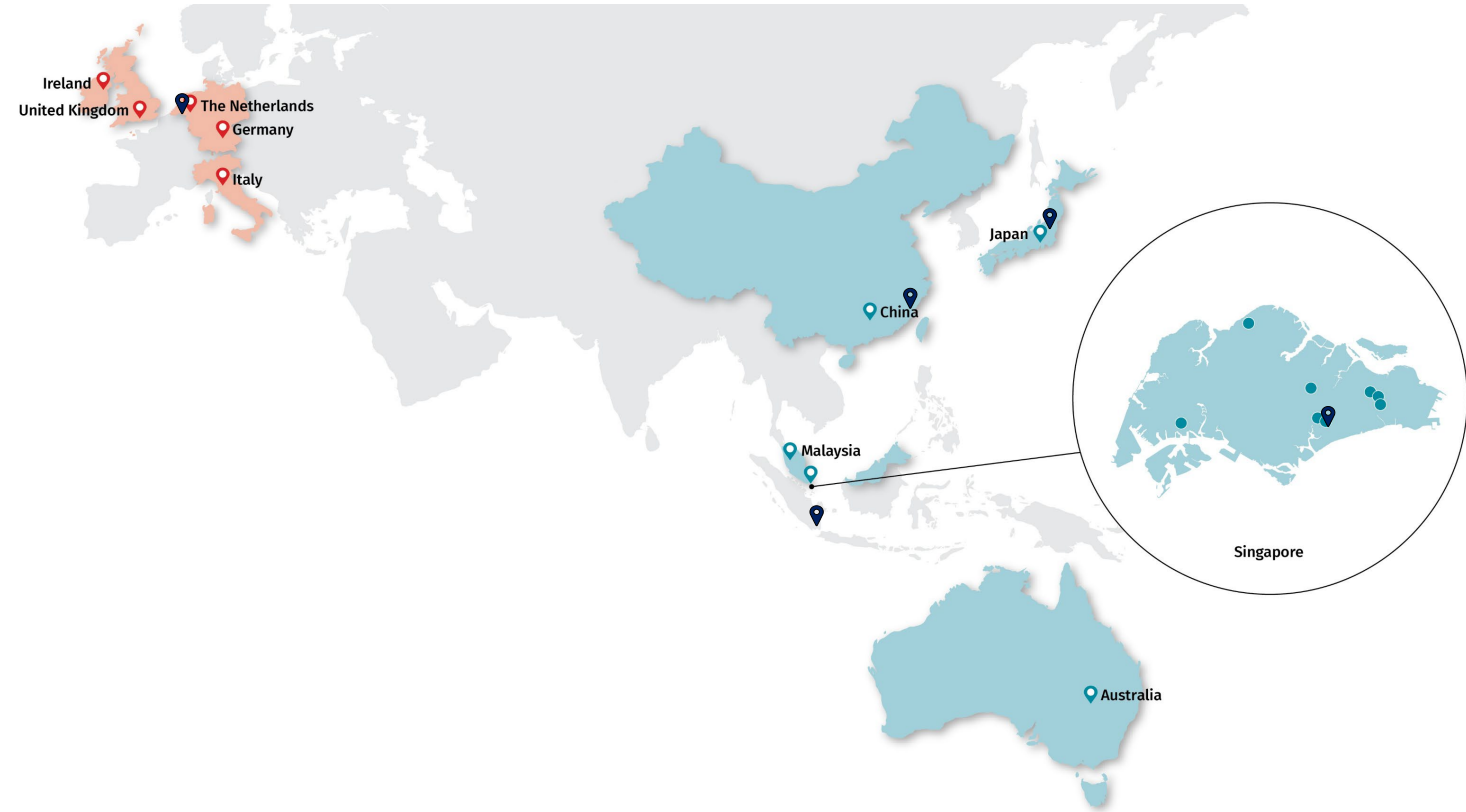 Ireland
United Kingdom
The Netherlands
Germany
Italy
Japan
China
Malaysia
Singapore
Australia